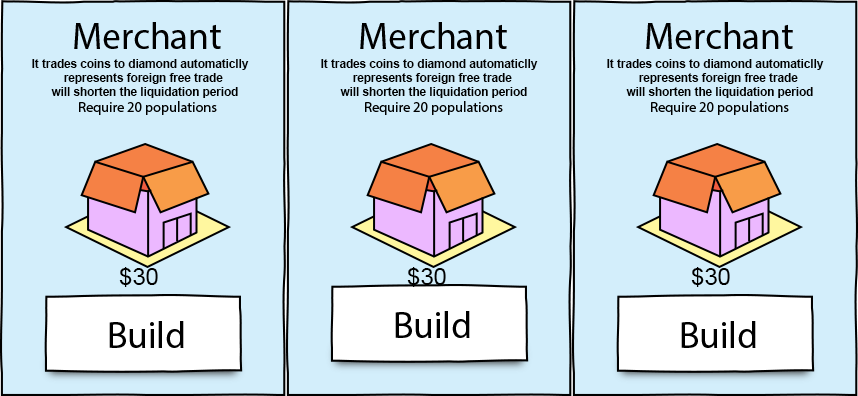 Merchant
It trades coins to diamond automaticlly
represents foreign free trade
will shorten the liquidation period
Require 20 populations
$30
Build
Merchant
It trades coins to diamond automaticlly
represents foreign free trade
will shorten the liquidation period
Require 20 populations
$30
Build
Merchant
It trades coins to diamond automaticlly
represents foreign free trade
will shorten the liquidation period
Require 20 populations
$30
Build